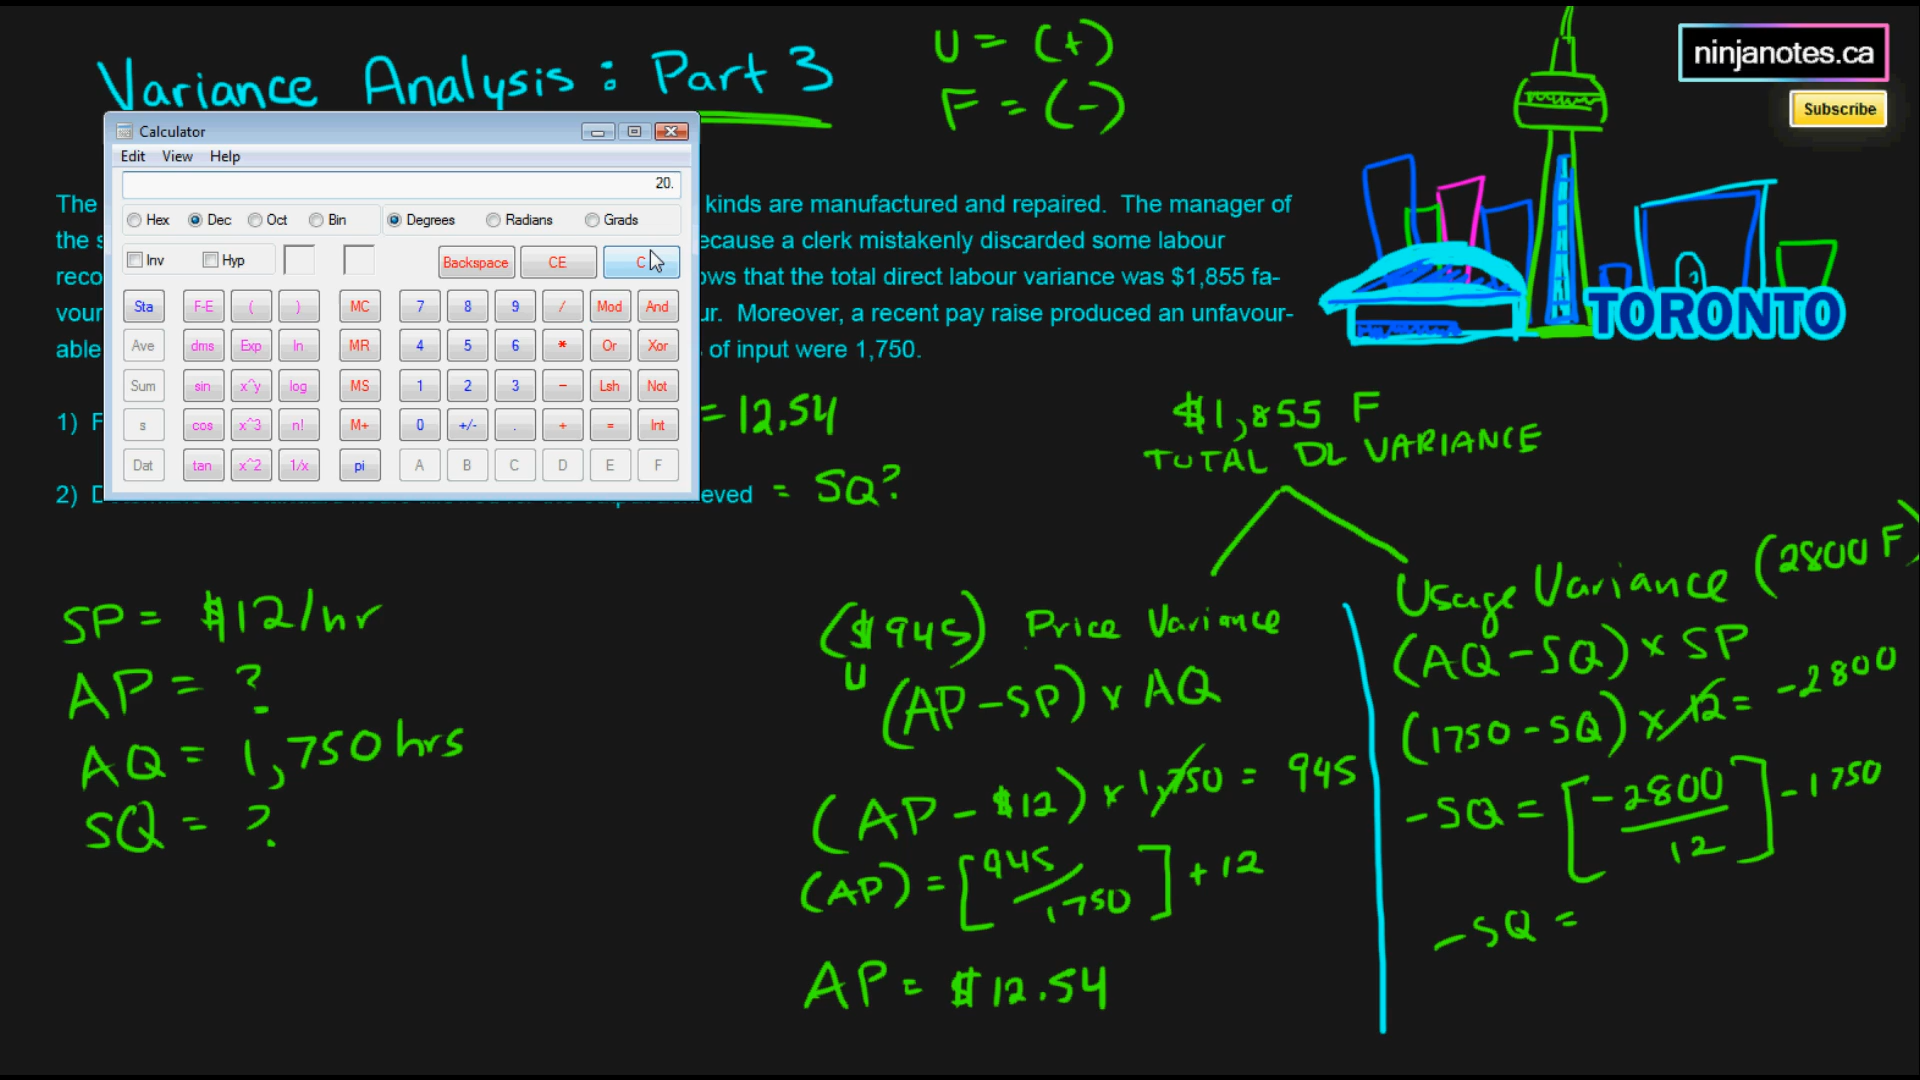 Variance Analysis : Part 3
U = (+)
F = (-)
ninjanotes.ca
Subscribe
Calculator
Edit View Help
20.
Hex Dec Oct Bin Degrees Radians Grads
Inv Hyp Backspace CE C
Sta F-E ( ) MC 7 8 9 / Mod And
Ave dms Exp ln MR 4 5 6 * Or Xor
Sum sin x^y log MS 1 2 3 - Lsh Not
s cos x^3 n! M+ 0 +/- . + = Int
Dat tan x^2 1/x pi A B C D E F
The kinds are manufactured and repaired. The manager of
the a clerk mistakenly discarded some labour
that the total direct labour variance was $1,855 fa-
Moreover, a recent pay raise produced an unfavour-
able of input were 1,750.
1) = 12.54
2) = SQ?
TORONTO
$1,855 F
TOTAL DL VARIANCE
SP = $12/hr
AP = ?
AQ = 1,750 hrs
SQ = ?
($945) Price Variance
U
(AP - SP) x AQ
(AP - $12) x 1,750 = 945
(AP) = [945/1750] + 12
AP = $12.54
Usage Variance (2800 F)
(AQ - SQ) x SP
(1750 - SQ) x 12 = -2800
-SQ = [-2800/12] - 1750
-SQ =